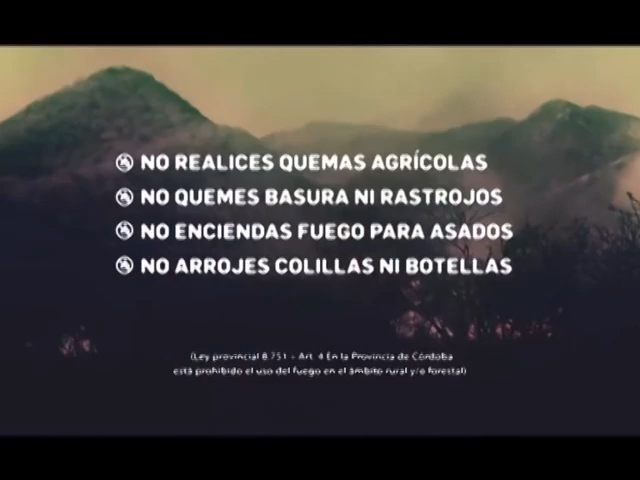 NO REALICES QUEMAS AGRÍCOLAS
NO QUEMES BASURA NI RASTROJOS
NO ENCIENDAS FUEGO PARA ASADOS
NO ARROJES COLILLAS NI BOTELLAS
(Ley provincial 8.751 - Art. 4 En la Provincia de Córdoba
está prohibido el uso del fuego en el ámbito rural y/o forestal)